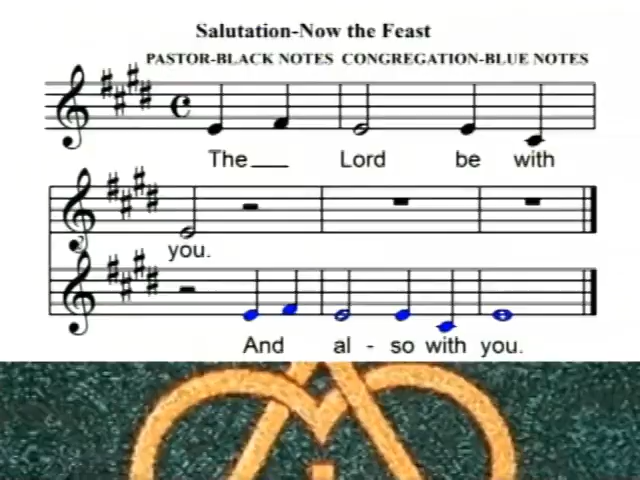 Salutation-Now the Feast
PASTOR-BLACK NOTES CONGREGATION-BLUE NOTES
The__ Lord be with
you.
And al - so with you.